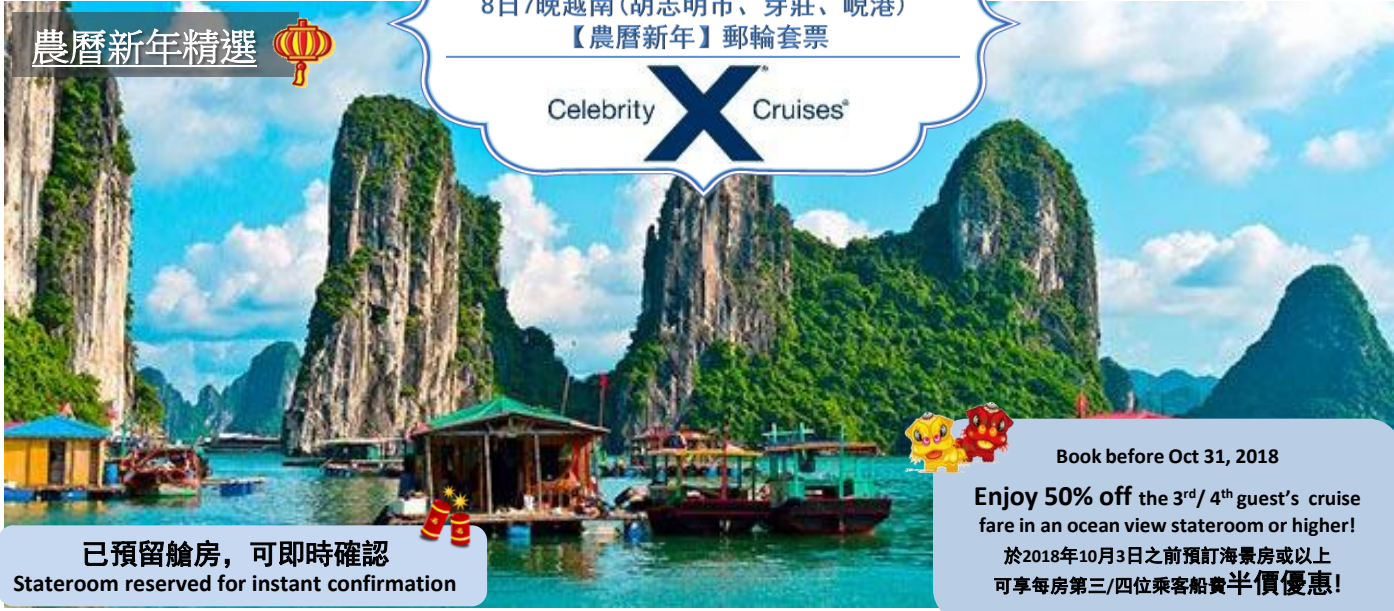 8日7晚越南(胡志明市、芽莊、峴港)
【農曆新年】郵輪套票
農曆新年精選
Celebrity X Cruises®
Book before Oct 31, 2018
Enjoy 50% off the 3rd/ 4th guest’s cruise
fare in an ocean view stateroom or higher!
於2018年10月3日之前預訂海景房或以上
可享每房第三/四位乘客船費半價優惠!
已預留艙房，可即時確認
Stateroom reserved for instant confirmation